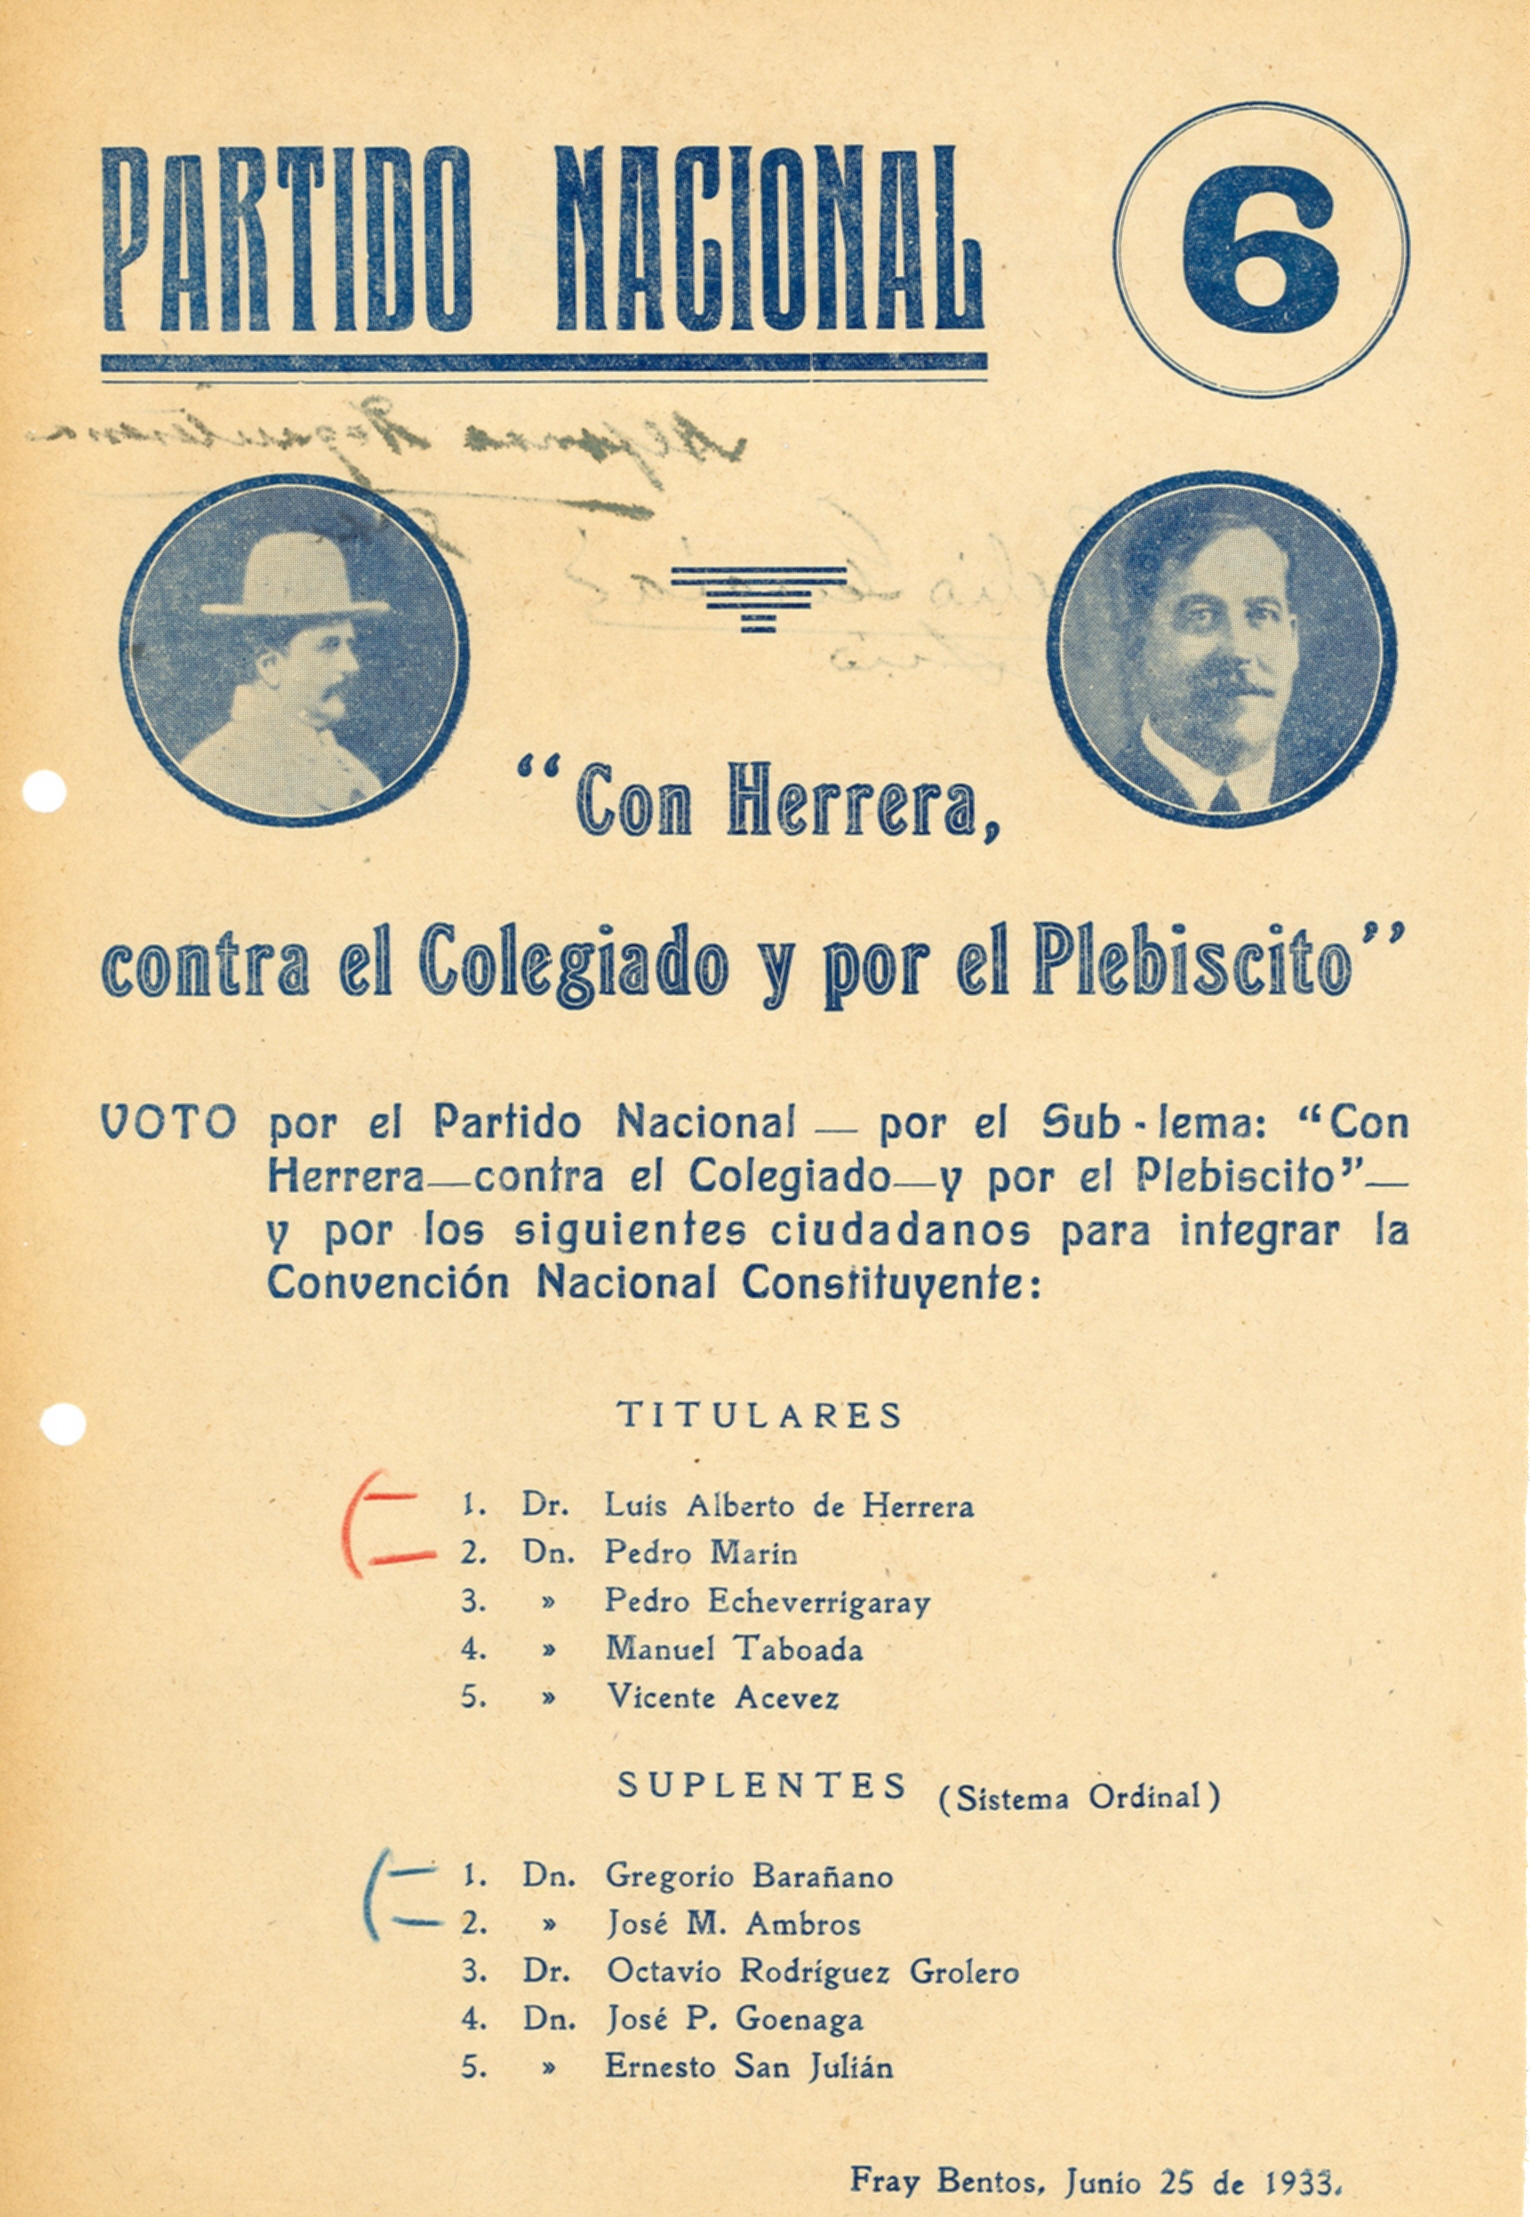 PARTIDO NACIONAL
6
“Con Herrera,
contra el Colegiado y por el Plebiscito”
VOTO por el Partido Nacional — por el Sub-lema: “Con
Herrera—contra el Colegiado—y por el Plebiscito”—
y por los siguientes ciudadanos para integrar la
Convención Nacional Constituyente:
TITULARES
1. Dr. Luis Alberto de Herrera
2. Dn. Pedro Marín
3. » Pedro Echeverrigaray
4. » Manuel Taboada
5. » Vicente Acevez
SUPLENTES (Sistema Ordinal)
1. Dn. Gregorio Barañano
2. » José M. Ambros
3. Dr. Octavio Rodríguez Grolero
4. Dn. José P. Goenaga
5. » Ernesto San Julián
Fray Bentos, Junio 25 de 1933.